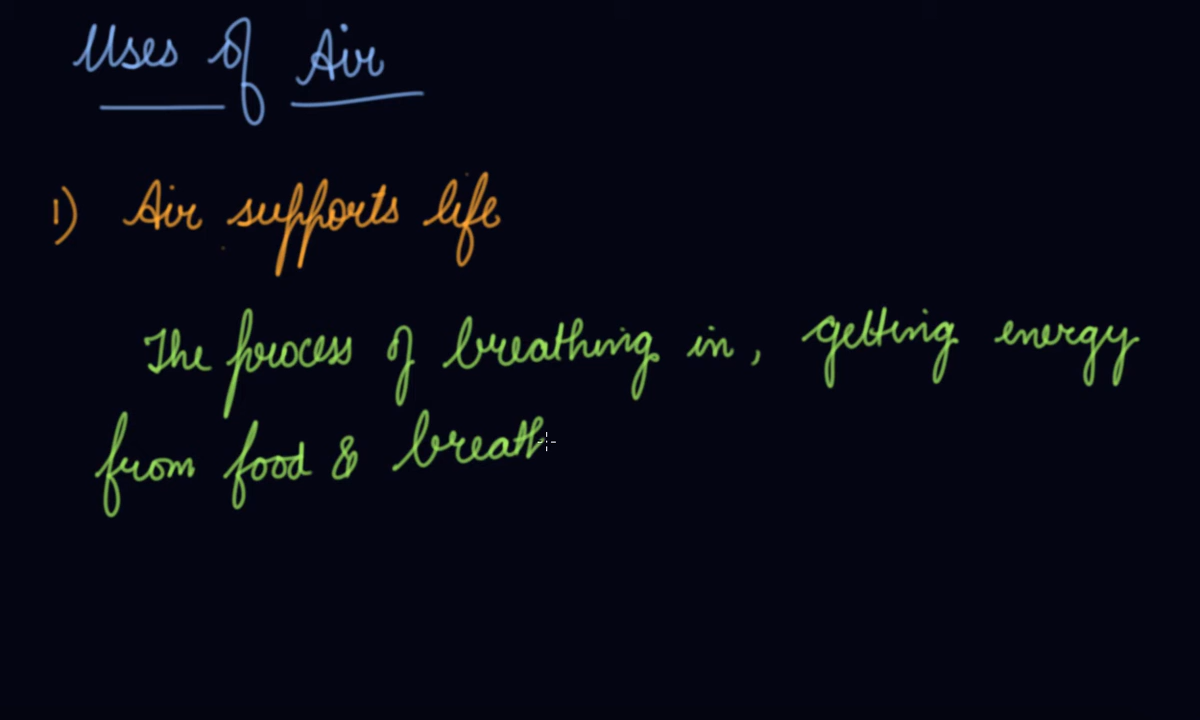 Uses of Air
1) Air supports life
The process of breathing in, getting energy
from food & breath